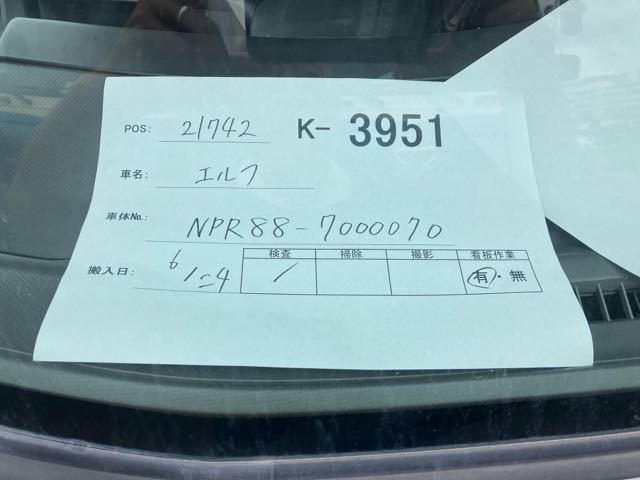 POS: 21742 K- 3951
車名: エルフ
車体No.: NPR88-7000070
検査 掃除 撮影 看板作業
搬入日: 6/24 / 有・無